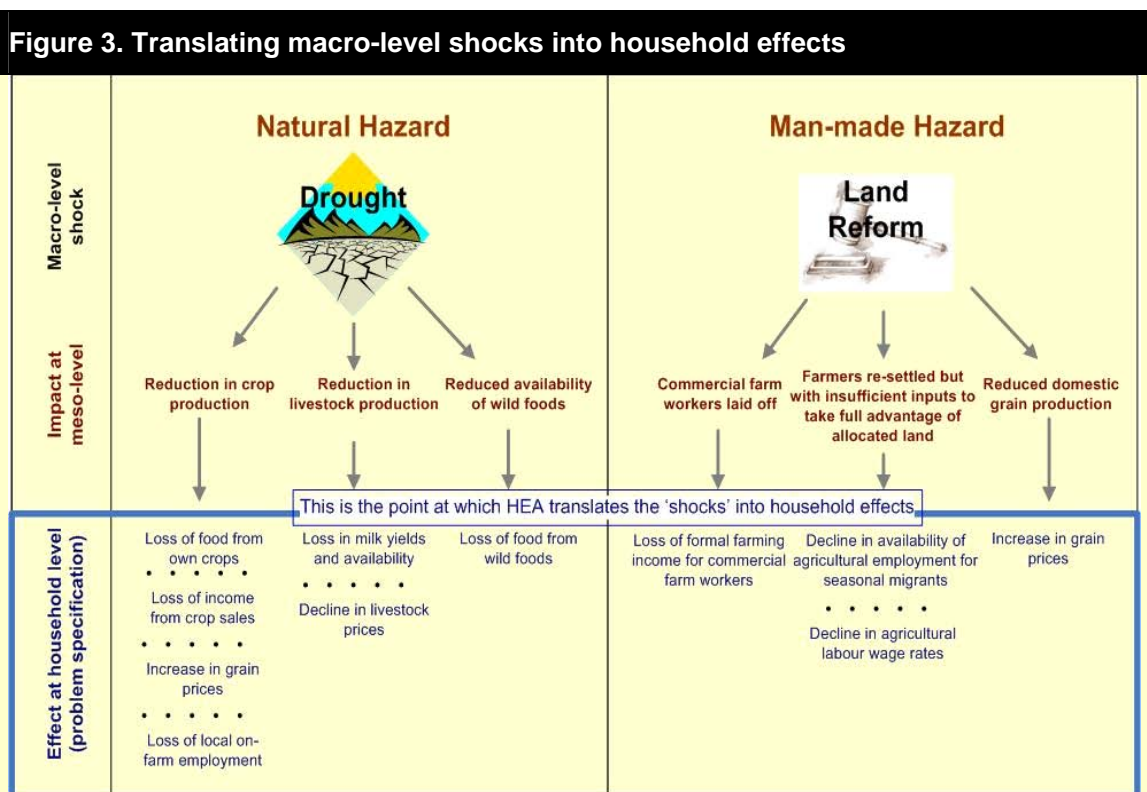 Figure 3. Translating macro-level shocks into household effects
Macro-level
shock
Natural Hazard
Drought
Man-made Hazard
Land
Reform
Impact at
meso-level
Reduction in crop
production
Reduction in
livestock production
Reduced availability
of wild foods
Commercial farm
workers laid off
Farmers re-settled but
with insufficient inputs to
take full advantage of
allocated land
Reduced domestic
grain production
This is the point at which HEA translates the ‘shocks’ into household effects
Effect at household level
(problem specification)
Loss of food from
own crops
Loss of income
from crop sales
Increase in grain
prices
Loss of local on-
farm employment
Loss in milk yields
and availability
Decline in livestock
prices
Loss of food from
wild foods
Loss of formal farming
income for commercial
farm workers
Decline in availability of
agricultural employment for
seasonal migrants
Decline in agricultural
labour wage rates
Increase in grain
prices